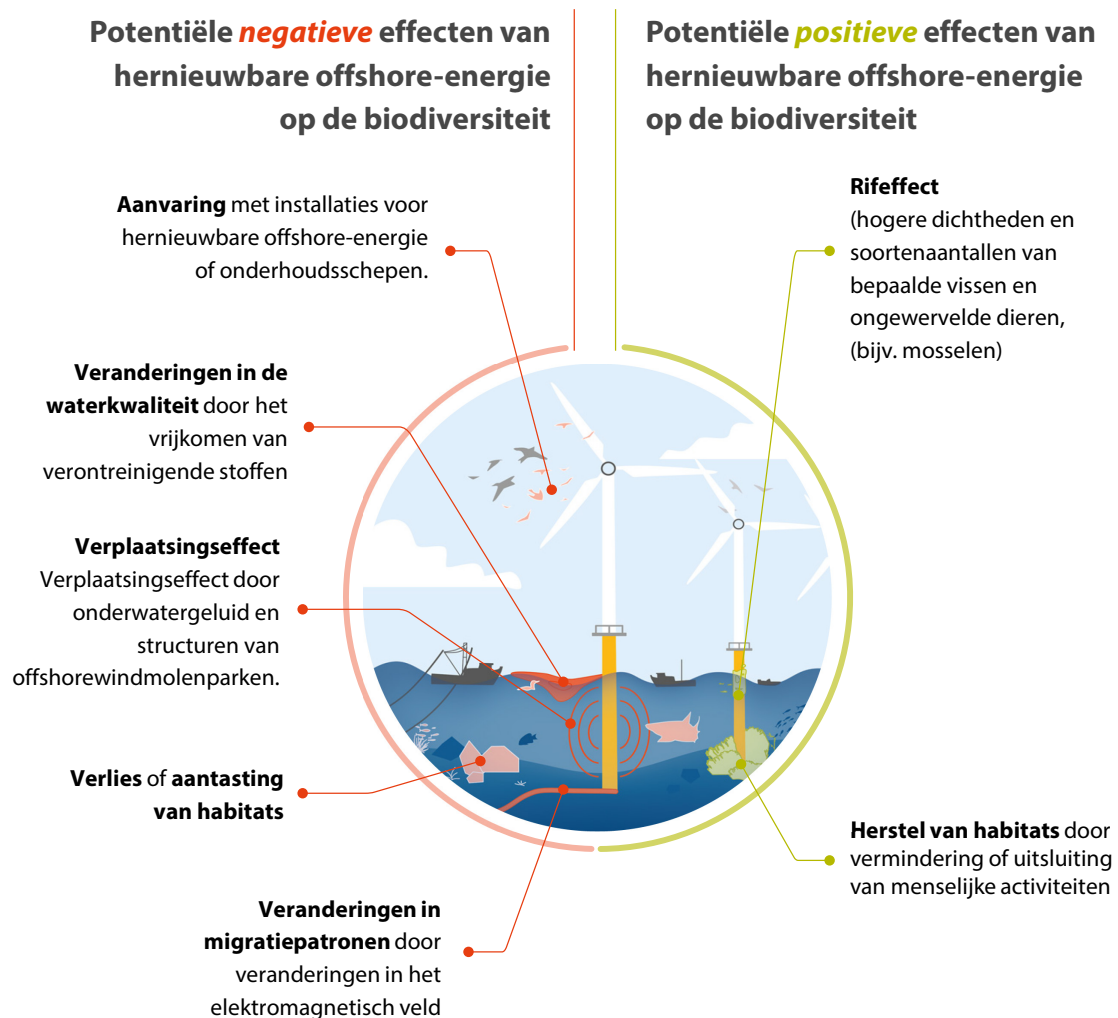 Potentiële negatieve effecten van
hernieuwbare offshore-energie
op de biodiversiteit
Potentiële positieve effecten van
hernieuwbare offshore-energie
op de biodiversiteit
Aanvaring met installaties voor
hernieuwbare offshore-energie
of onderhoudsschepen.
Veranderingen in de
waterkwaliteit door het
vrijkomen van
verontreinigende stoffen
Verplaatsingseffect
Verplaatsingseffect door
onderwatergeluid en
structuren van
offshorewindmolenparken.
Verlies of aantasting
van habitats
Veranderingen in
migratiepatronen door
veranderingen in het
elektromagnetisch veld
Rifeffect
(hogere dichtheden en
soortenaantallen van
bepaalde vissen en
ongewervelde dieren,
(bijv. mosselen)
Herstel van habitats door
vermindering of uitsluiting
van menselijke activiteiten